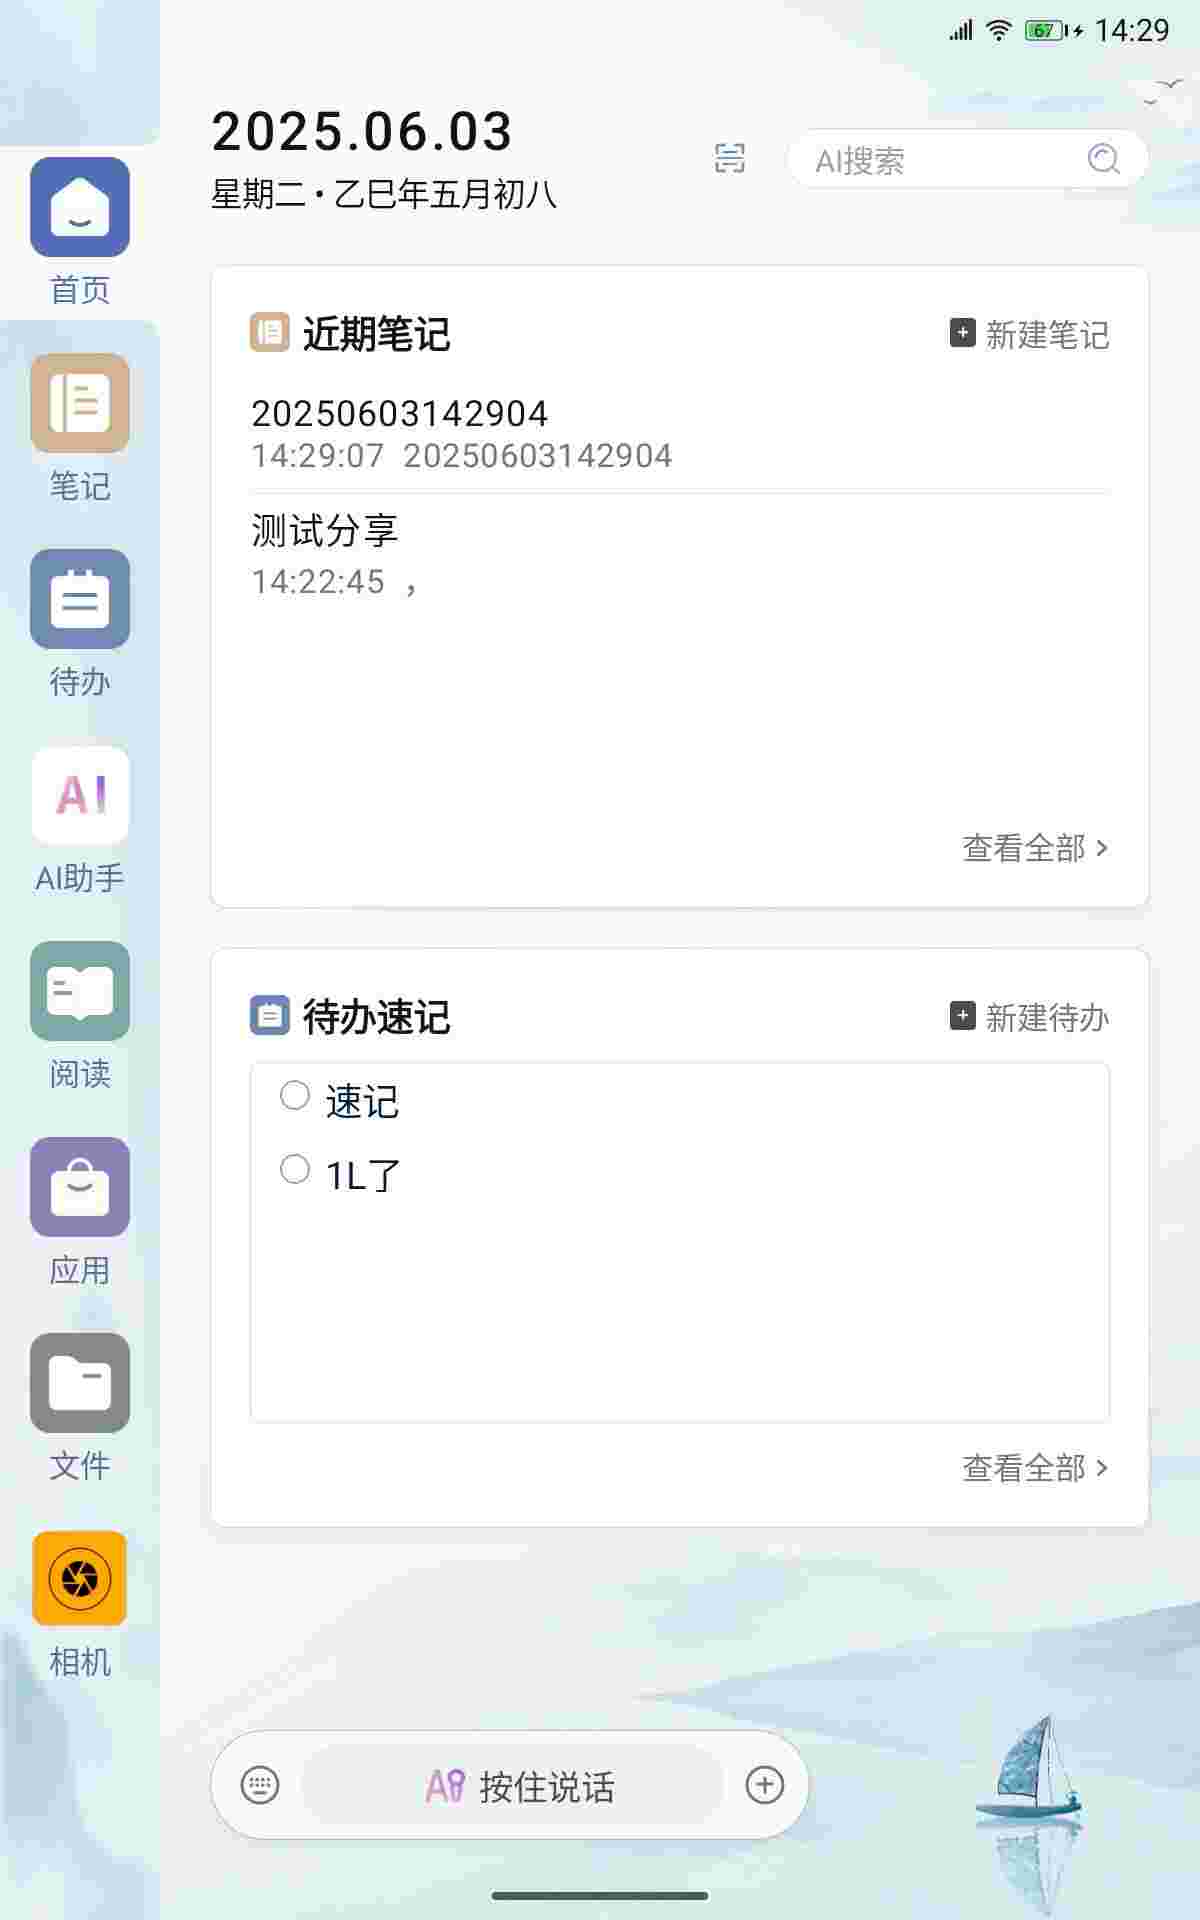 67 14:29
2025.06.03
星期二·乙巳年五月初八
AI搜索
首页
笔记
待办
AI
AI助手
阅读
应用
文件
相机
近期笔记
新建笔记
20250603142904
14:29:07 20250603142904
测试分享
14:22:45 ，
查看全部 >
待办速记
新建待办
速记
1L了
查看全部 >
AI 按住说话